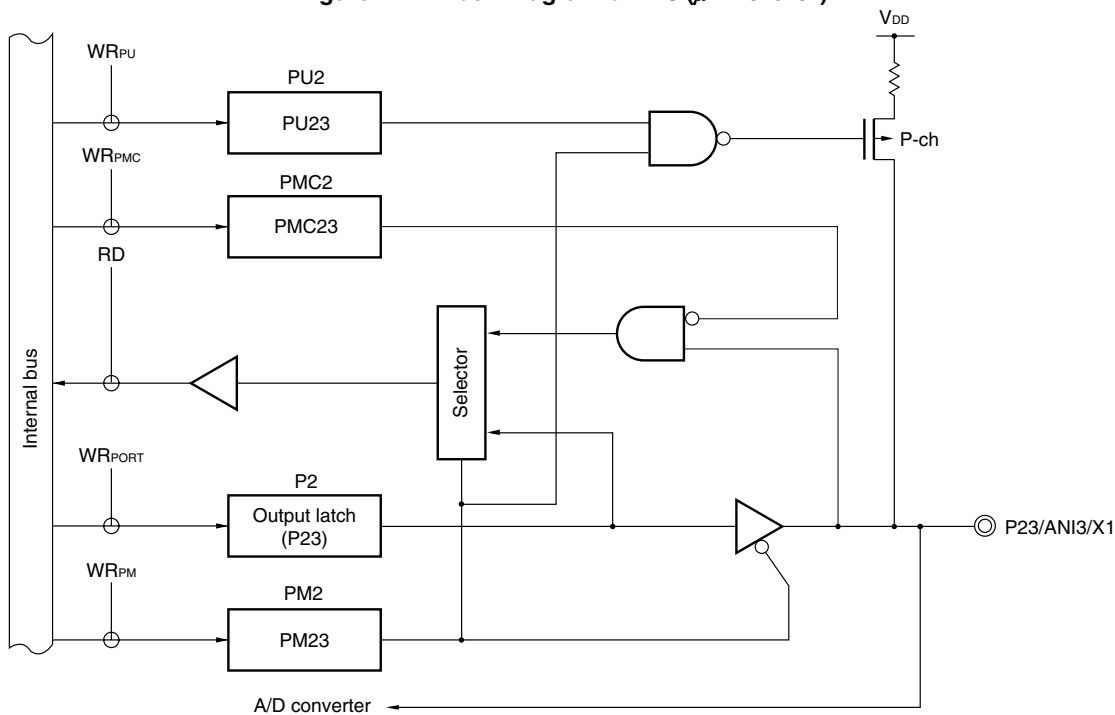 VDD
WRPU
PU2
PU23
P-ch
WRPMC
PMC2
PMC23
RD
Internal bus
Selector
WRPORT
P2
Output latch
(P23)
P23/ANI3/X1
WRPM
PM2
PM23
A/D converter